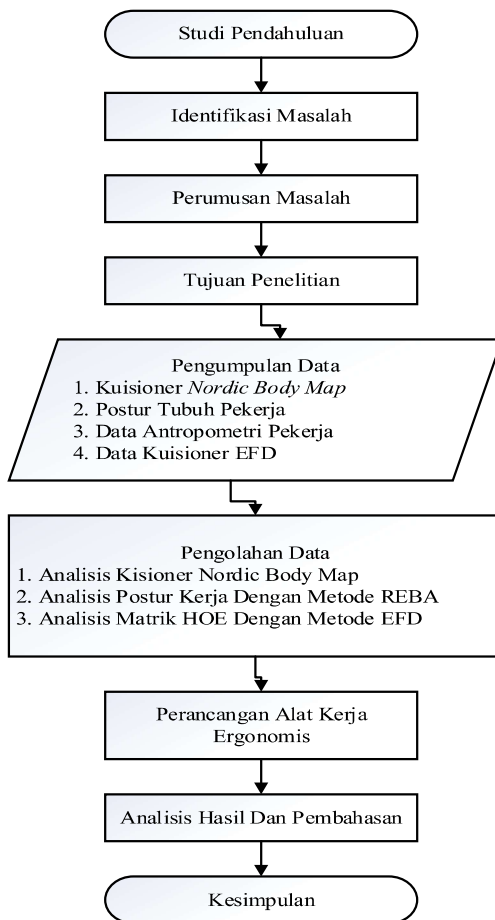 Studi Pendahuluan
Identifikasi Masalah
Perumusan Masalah
Tujuan Penelitian
Pengumpulan Data
1. Kuisioner Nordic Body Map
2. Postur Tubuh Pekerja
3. Data Antropometri Pekerja
4. Data Kuisioner EFD
Pengolahan Data
1. Analisis Kisioner Nordic Body Map
2. Analisis Postur Kerja Dengan Metode REBA
3. Analisis Matrik HOE Dengan Metode EFD
Perancangan Alat Kerja
Ergonomis
Analisis Hasil Dan Pembahasan
Kesimpulan